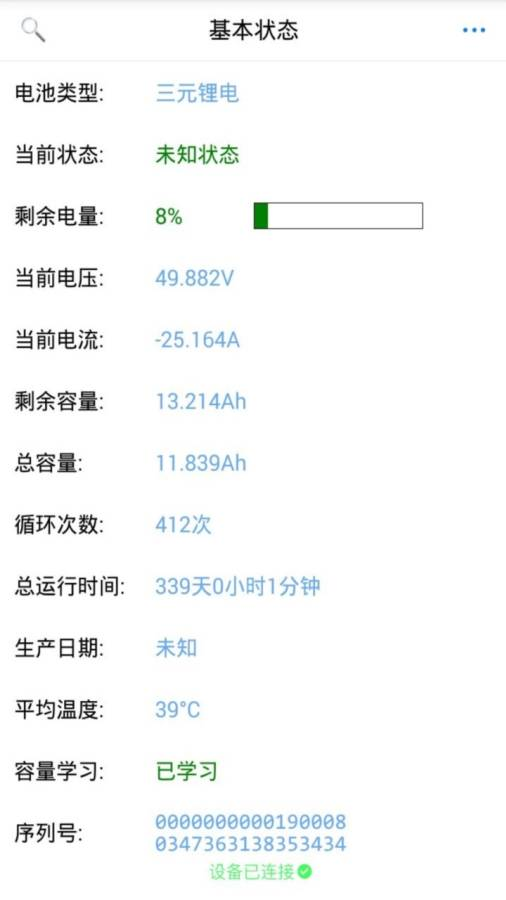 基本状态
电池类型: 三元锂电
当前状态: 未知状态
剩余电量: 8%
当前电压: 49.882V
当前电流: -25.164A
剩余容量: 13.214Ah
总容量: 11.839Ah
循环次数: 412次
总运行时间: 339天0小时1分钟
生产日期: 未知
平均温度: 39°C
容量学习: 已学习
序列号: 0000000000190008
0347363138353434
设备已连接